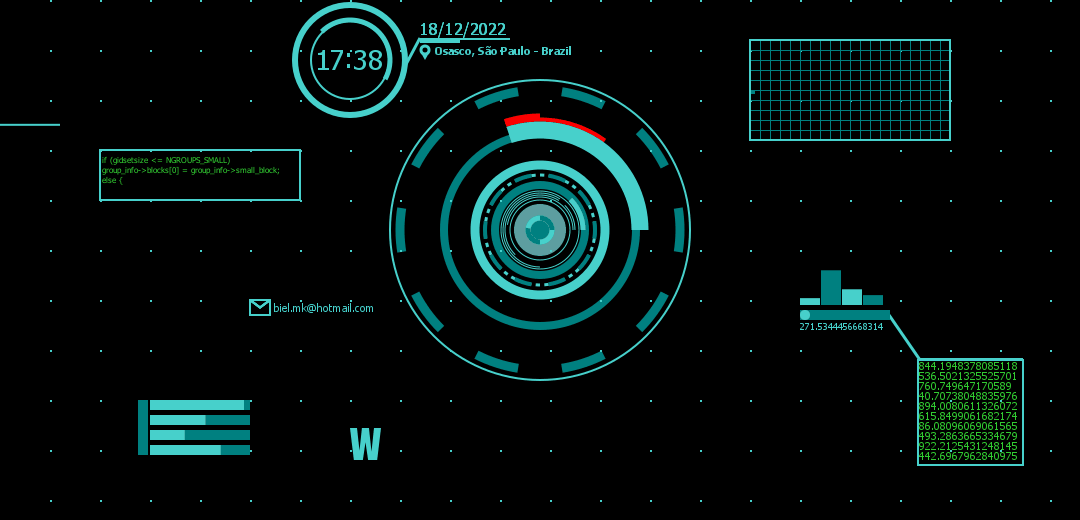 17:38
18/12/2022
Osasco, São Paulo - Brazil
if (gidsetsize <= NGROUPS_SMALL)
group_info->blocks[0] = group_info->small_block;
else {
biel.mk@hotmail.com
271.5344456668314
844.1948378085118
536.5021325525701
760.749647170589
40.70738048835976
894.0080611326072
615.8499061682174
86.08096069061565
493.2863665334679
922.2125431248145
442.6967962840975
W